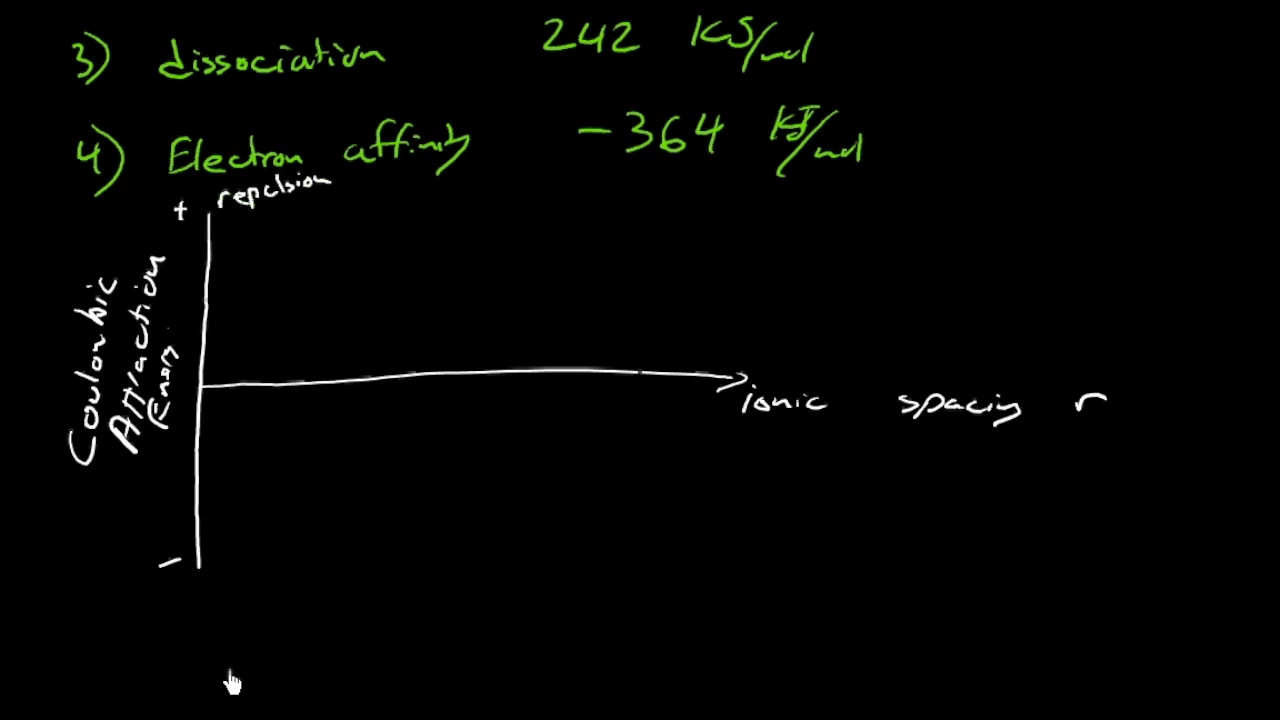 3) dissociation 242 KJ/mol
4) Electron affinity -364 KJ/mol
+ repulsion
Coulombic
Attraction
Energy
ionic spacing r
-